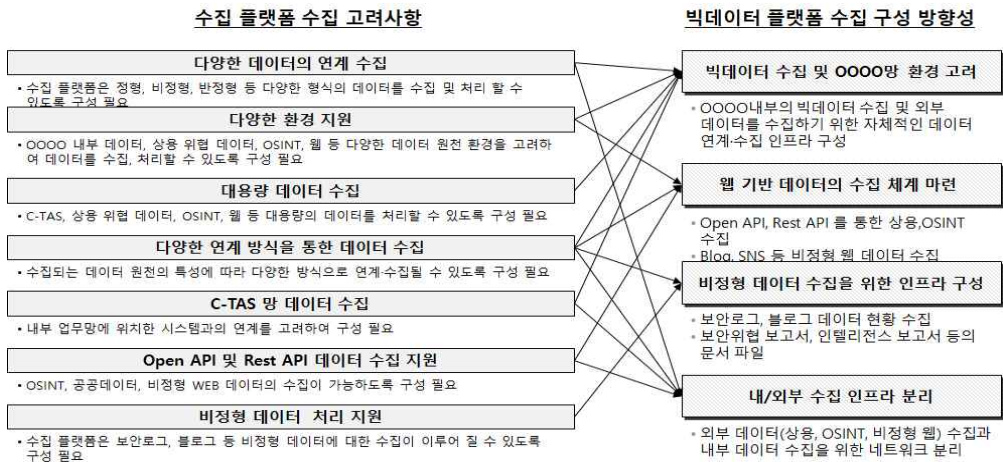 수집 플랫폼 수집 고려사항
다양한 데이터의 연계 수집
• 수집 플랫폼은 정형, 비정형, 반정형 등 다양한 형식의 데이터를 수집 및 처리 할 수
있도록 구성 필요
다양한 환경 지원
• OOOO 내부 데이터, 상용 위협 데이터, OSINT, 웹 등 다양한 데이터 원천 환경을 고려하
여 데이터를 수집, 처리할 수 있도록 구성 필요
대용량 데이터 수집
• C-TAS, 상용 위협 데이터, OSINT, 웹 등 대용량의 데이터를 처리할 수 있도록 구성 필요
다양한 연계 방식을 통한 데이터 수집
• 수집되는 데이터 원천의 특성에 따라 다양한 방식으로 연계·수집될 수 있도록 구성 필요
C-TAS 망 데이터 수집
• 내부 업무망에 위치한 시스템과의 연계를 고려하여 구성 필요
Open API 및 Rest API 데이터 수집 지원
• OSINT, 공공데이터, 비정형 WEB 데이터의 수집이 가능하도록 구성 필요
비정형 데이터 처리 지원
• 수집 플랫폼은 보안로그, 블로그 등 비정형 데이터에 대한 수집이 이루어 질 수 있도록
구성 필요
빅데이터 플랫폼 수집 구성 방향성
빅데이터 수집 및 OOOO망 환경 고려
• OOOO내부의 빅데이터 수집 및 외부
데이터를 수집하기 위한 자체적인 데이터
연계·수집 인프라 구성
웹 기반 데이터의 수집 체계 마련
• Open API, Rest API 를 통한 상용,OSINT
수집
• Blog, SNS 등 비정형 웹 데이터 수집
비정형 데이터 수집을 위한 인프라 구성
• 보안로그, 블로그 데이터 현황 수집
• 보안위협 보고서, 인텔리전스 보고서 등의
문서 파일
내/외부 수집 인프라 분리
• 외부 데이터(상용, OSINT, 비정형 웹) 수집과
내부 데이터 수집을 위한 네트워크 분리